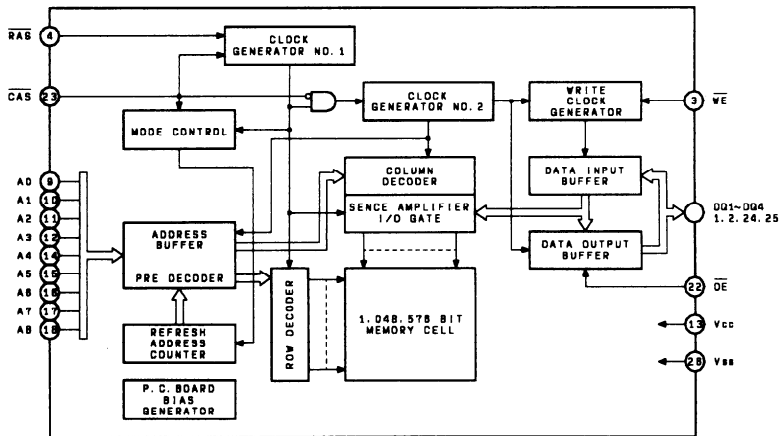 RAS 4
CLOCK
GENERATOR NO.1
CAS 23
CLOCK
GENERATOR NO.2
WRITE
CLOCK
GENERATOR
3 WE
MODE CONTROL
COLUMN
DECODER
DATA INPUT
BUFFER
A0 9
A1 10
A2 11
A3 12
A4 14
A5 15
A6 16
A7 17
A8 18
ADDRESS
BUFFER
PRE DECODER
SENCE AMPLIFIER
I/O GATE
DQ1~DQ4
1.2.24.25
DATA OUTPUT
BUFFER
22 OE
ROW DECODER
1.048.576 BIT
MEMORY CELL
REFRESH
ADDRESS
COUNTER
13 Vcc
26 Vss
P.C.BOARD
BIAS
GENERATOR